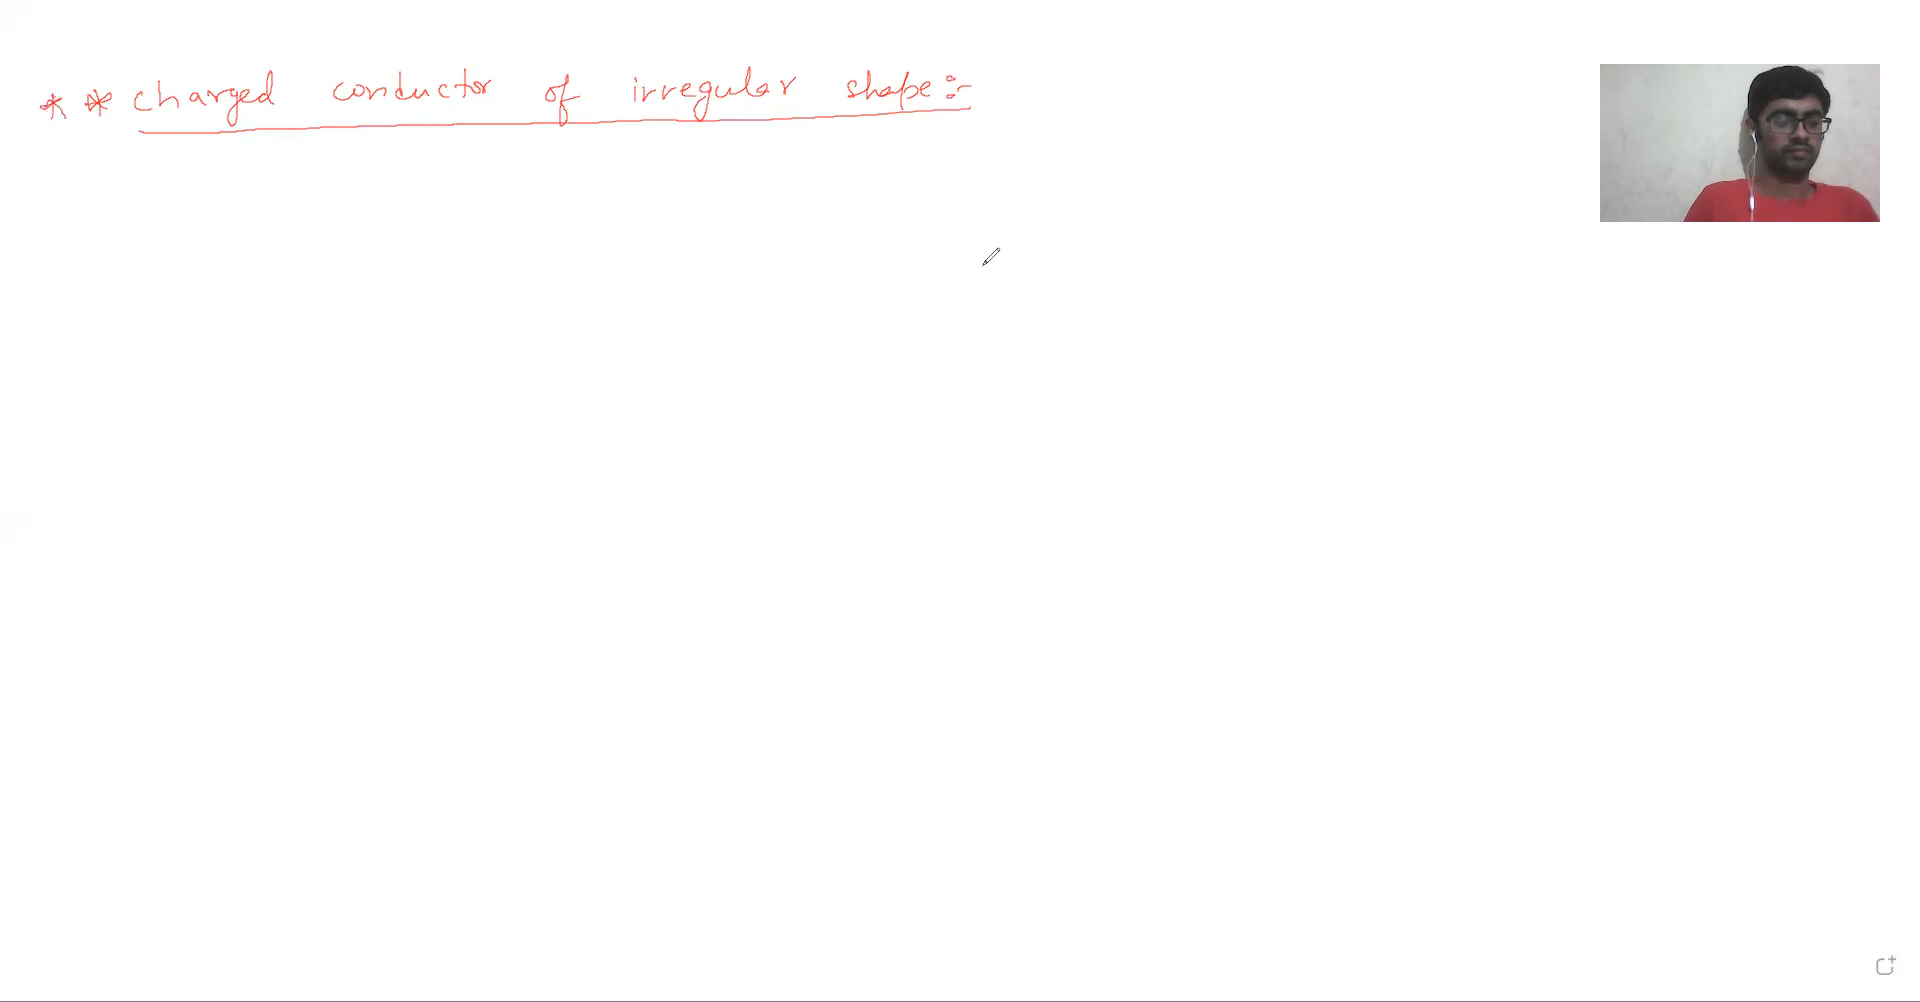 ** charged conductor of irregular shape:-